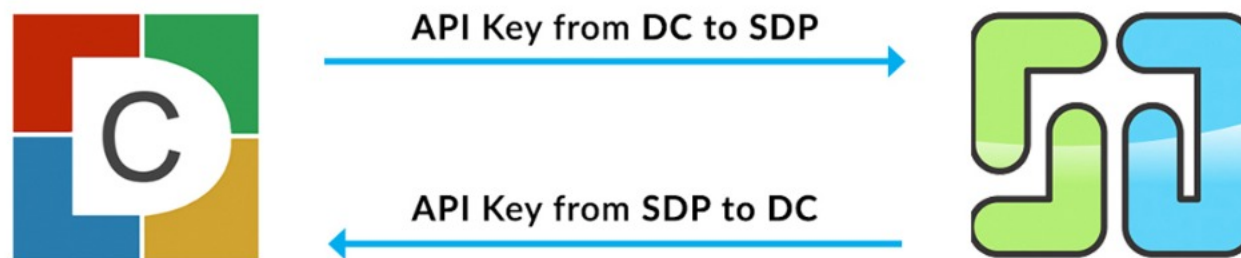 API Key from DC to SDP
C
API Key from SDP to DC